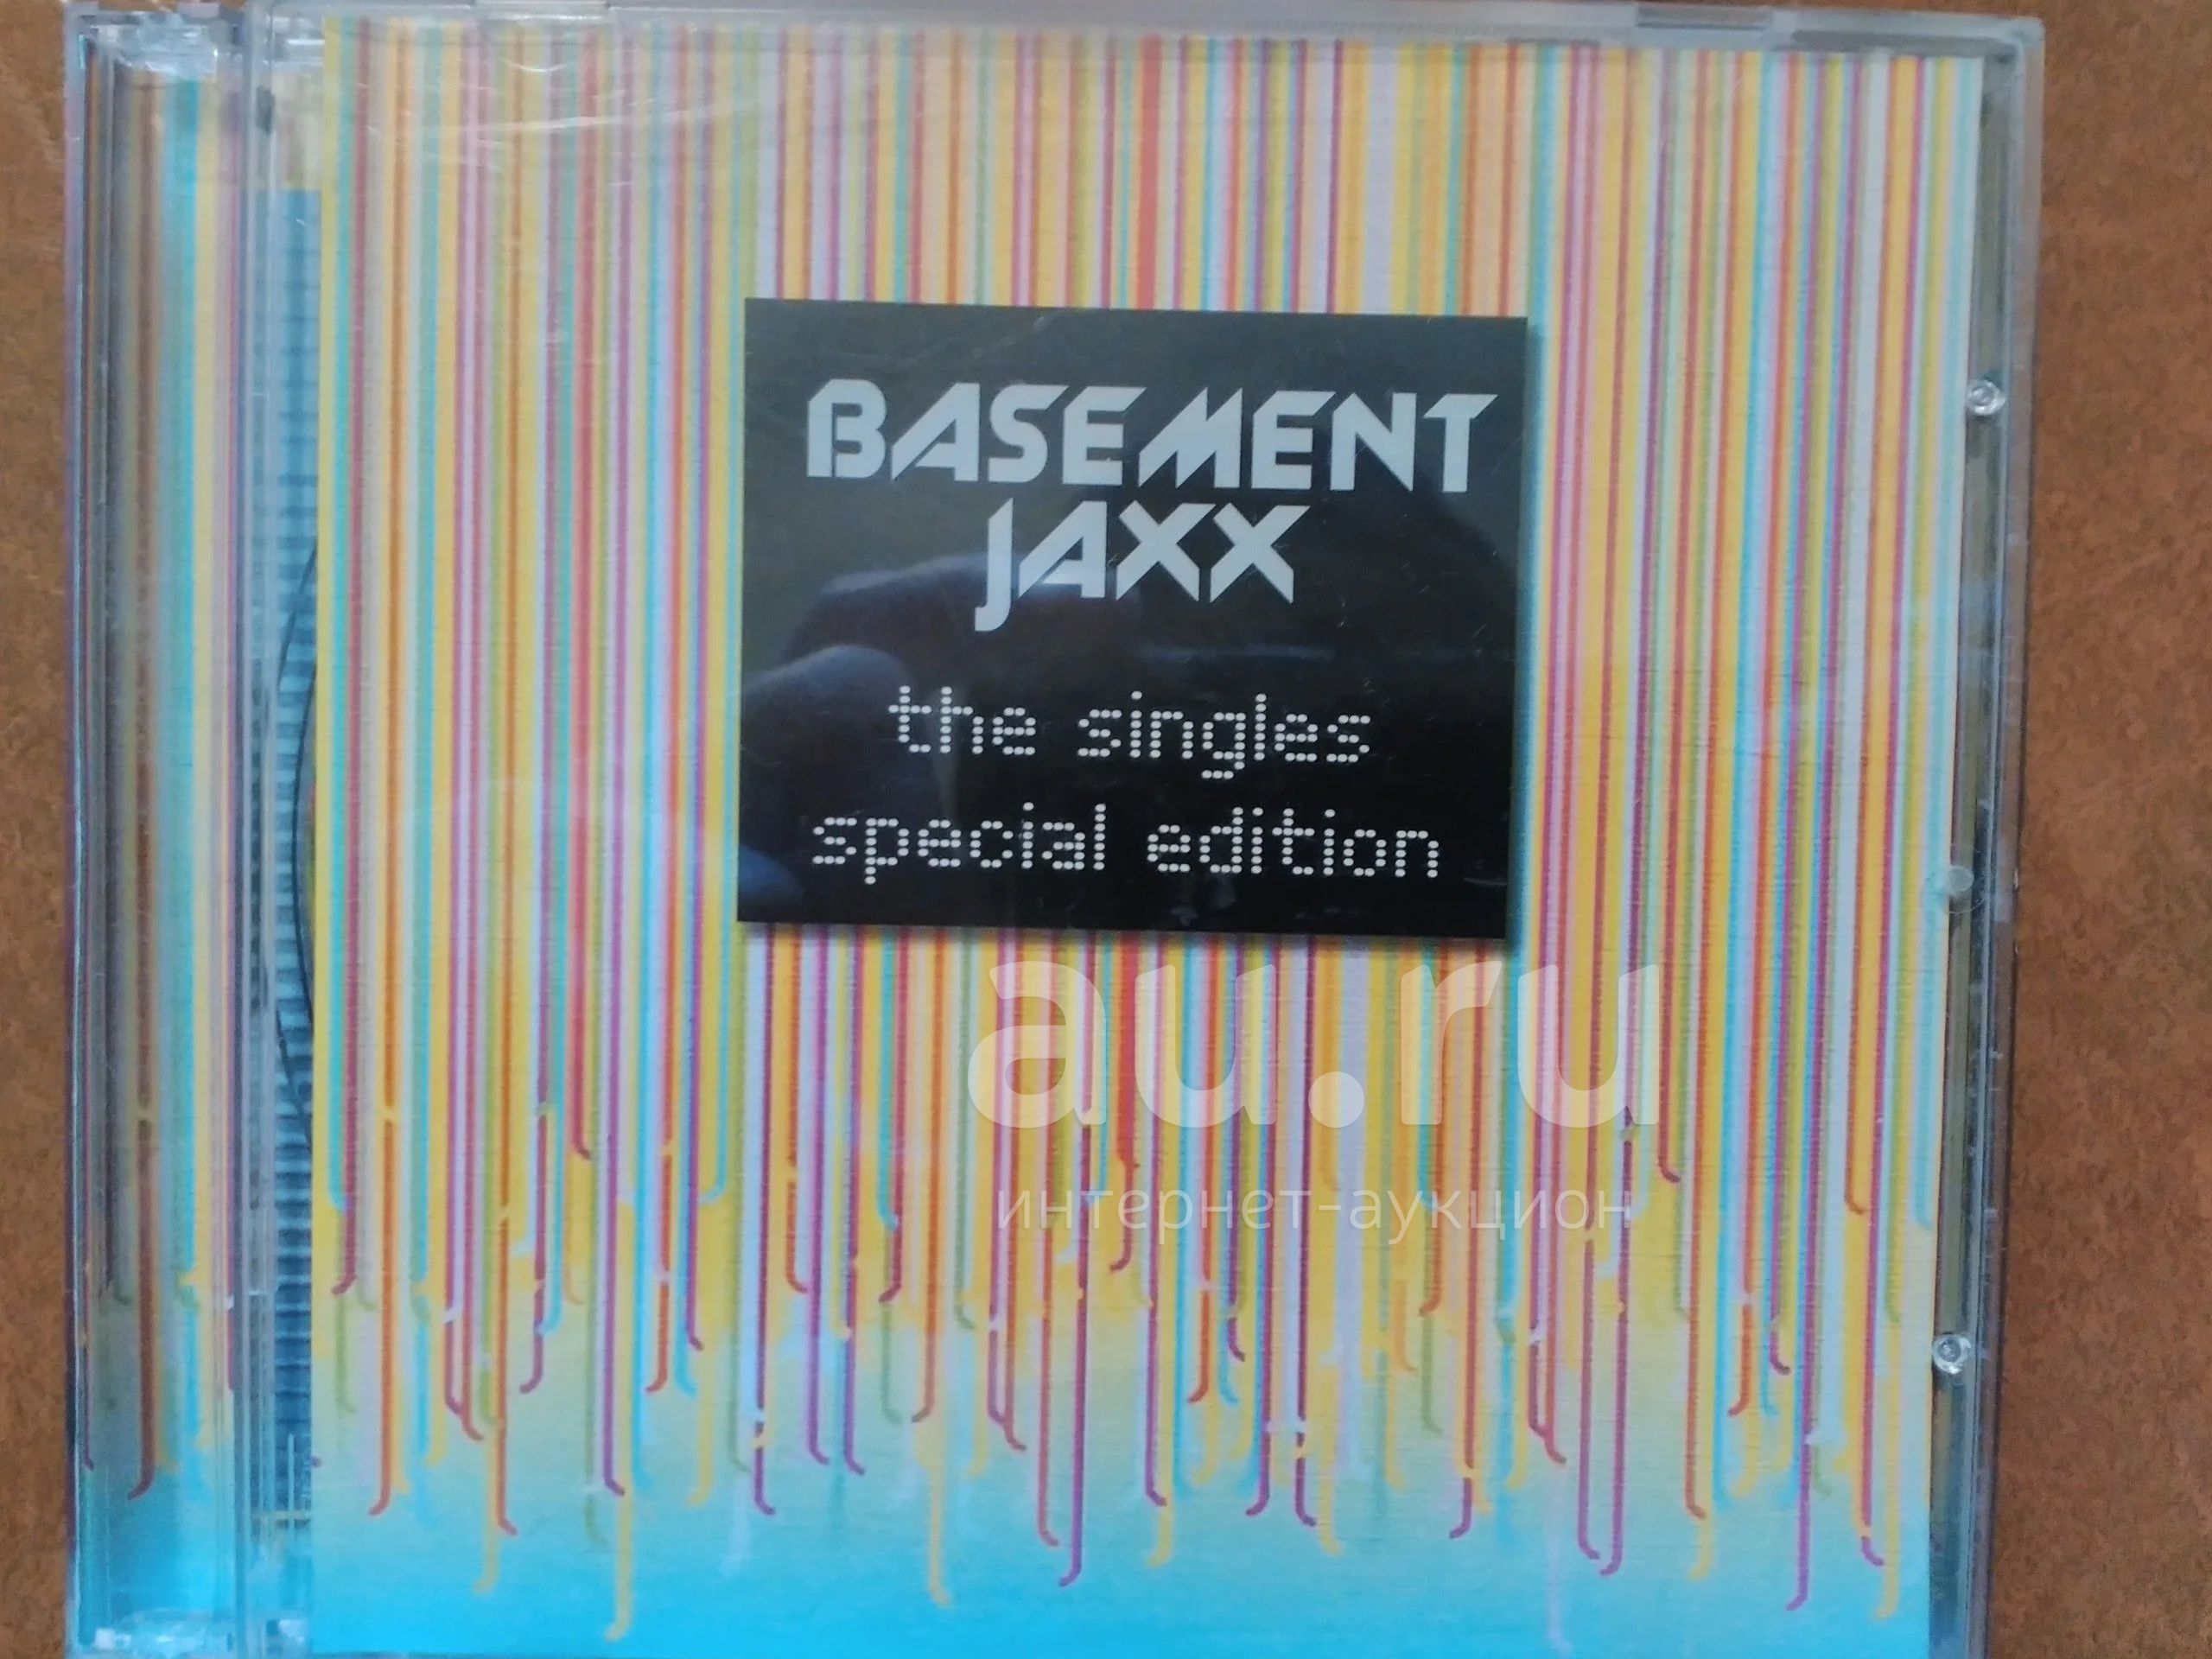 BASEMENT
JAXX
the singles
special edition
au.ru
интернет-аукцион